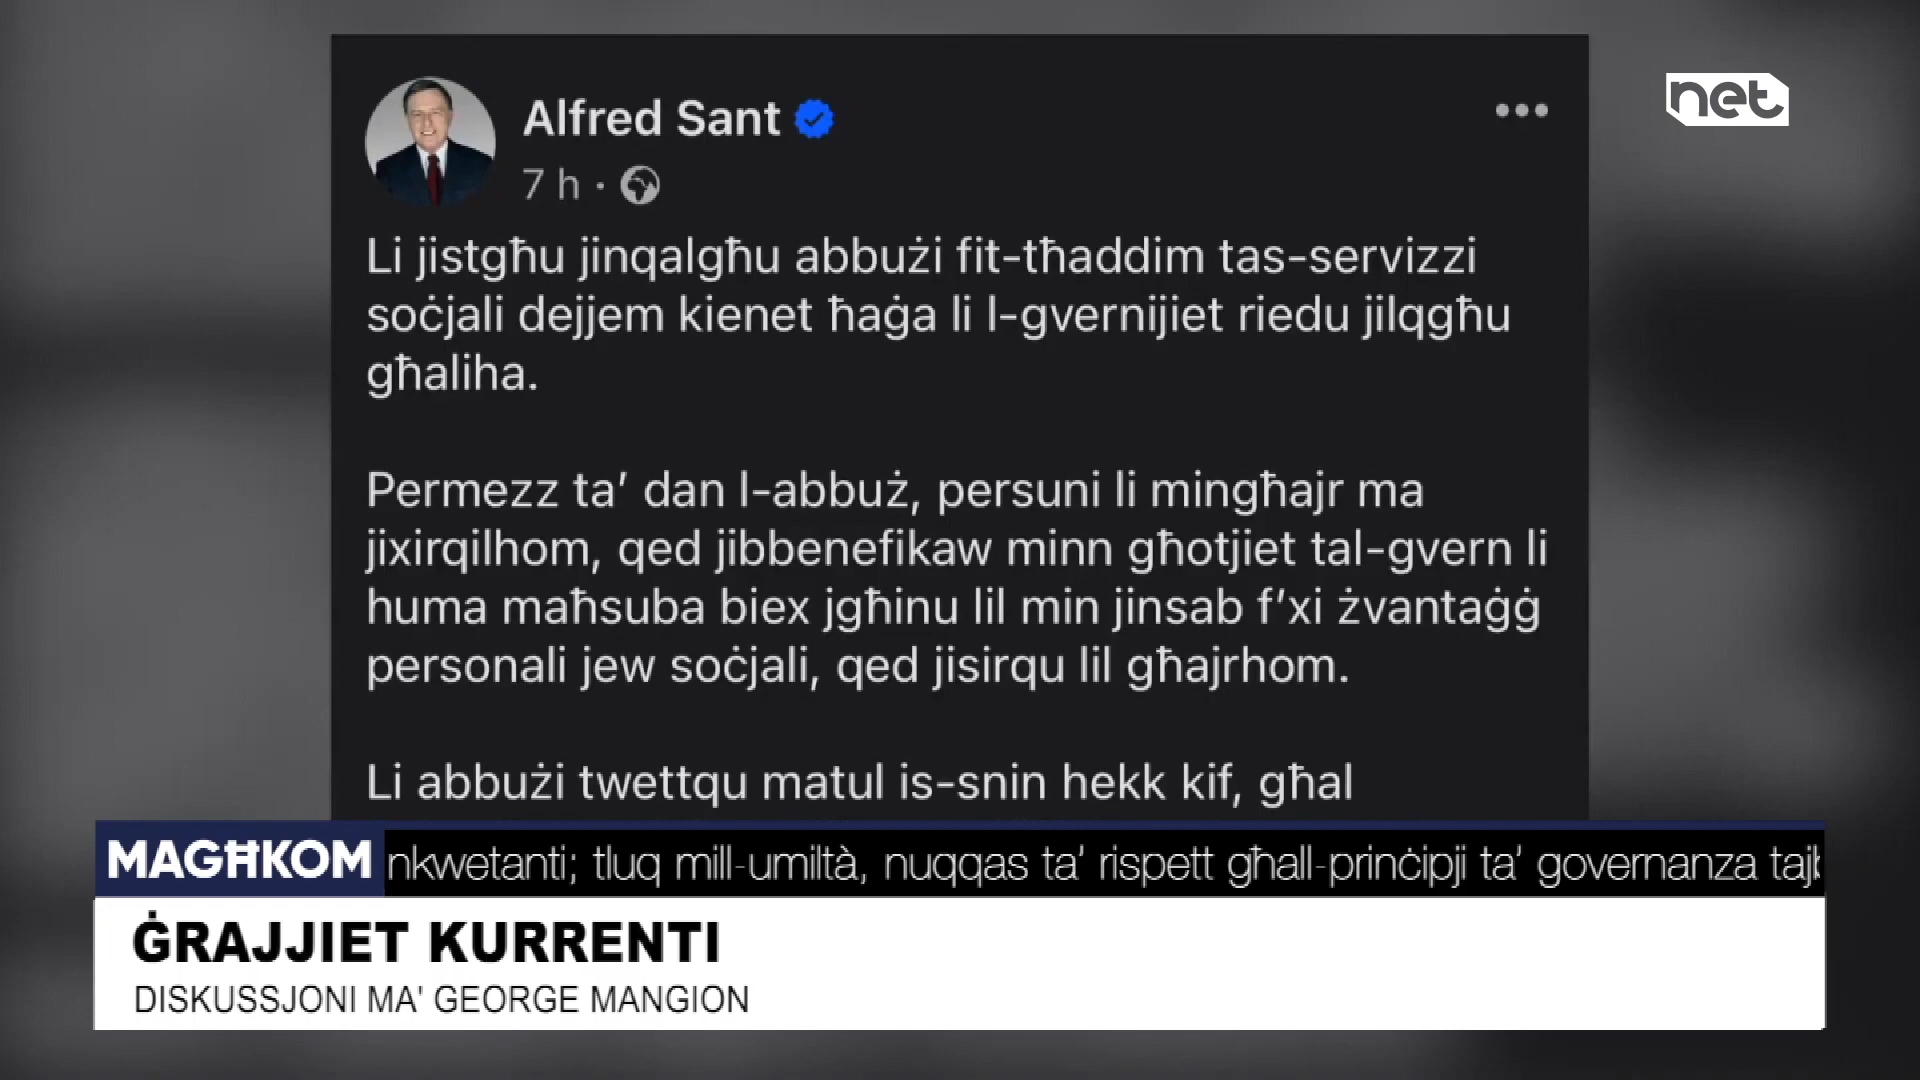 net
Alfred Sant
7 h ·
Li jistgħu jinqalgħu abbużi fit-tħaddim tas-servizzi
soċjali dejjem kienet ħaġa li l-gvernijiet riedu jilqgħu
għaliha.
Permezz ta’ dan l-abbuż, persuni li mingħajr ma
jixirqilhom, qed jibbenefikaw minn għotjiet tal-gvern li
huma maħsuba biex jgħinu lil min jinsab f’xi żvantaġġ
personali jew soċjali, qed jisirqu lil għajrhom.
Li abbużi twettqu matul is-snin hekk kif, għal
MAGĦKOM
nkwetanti; tluq mill-umiltà, nuqqas ta’ rispett għall-prinċipji ta’ governanza
ĠRAJJIET KURRENTI
DISKUSSJONI MA' GEORGE MANGION